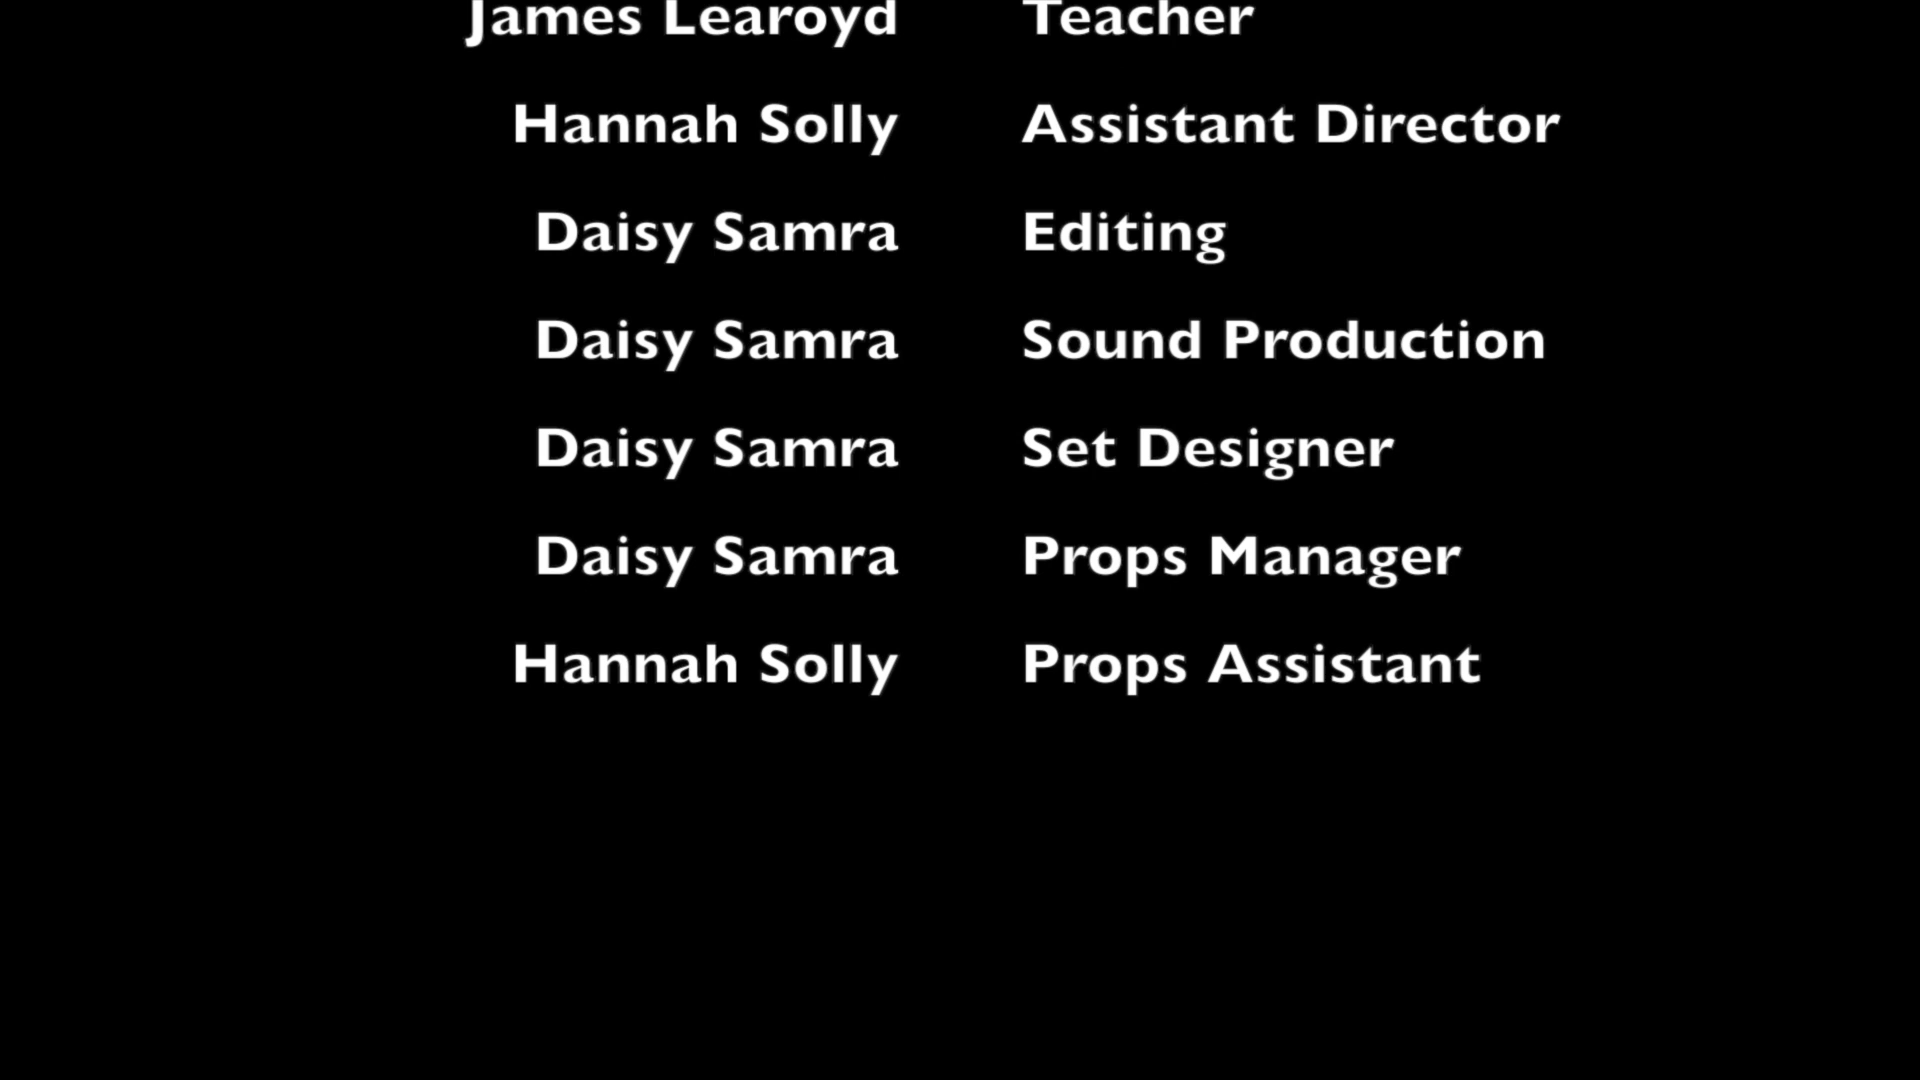 James Learoyd Teacher
Hannah Solly Assistant Director
Daisy Samra Editing
Daisy Samra Sound Production
Daisy Samra Set Designer
Daisy Samra Props Manager
Hannah Solly Props Assistant